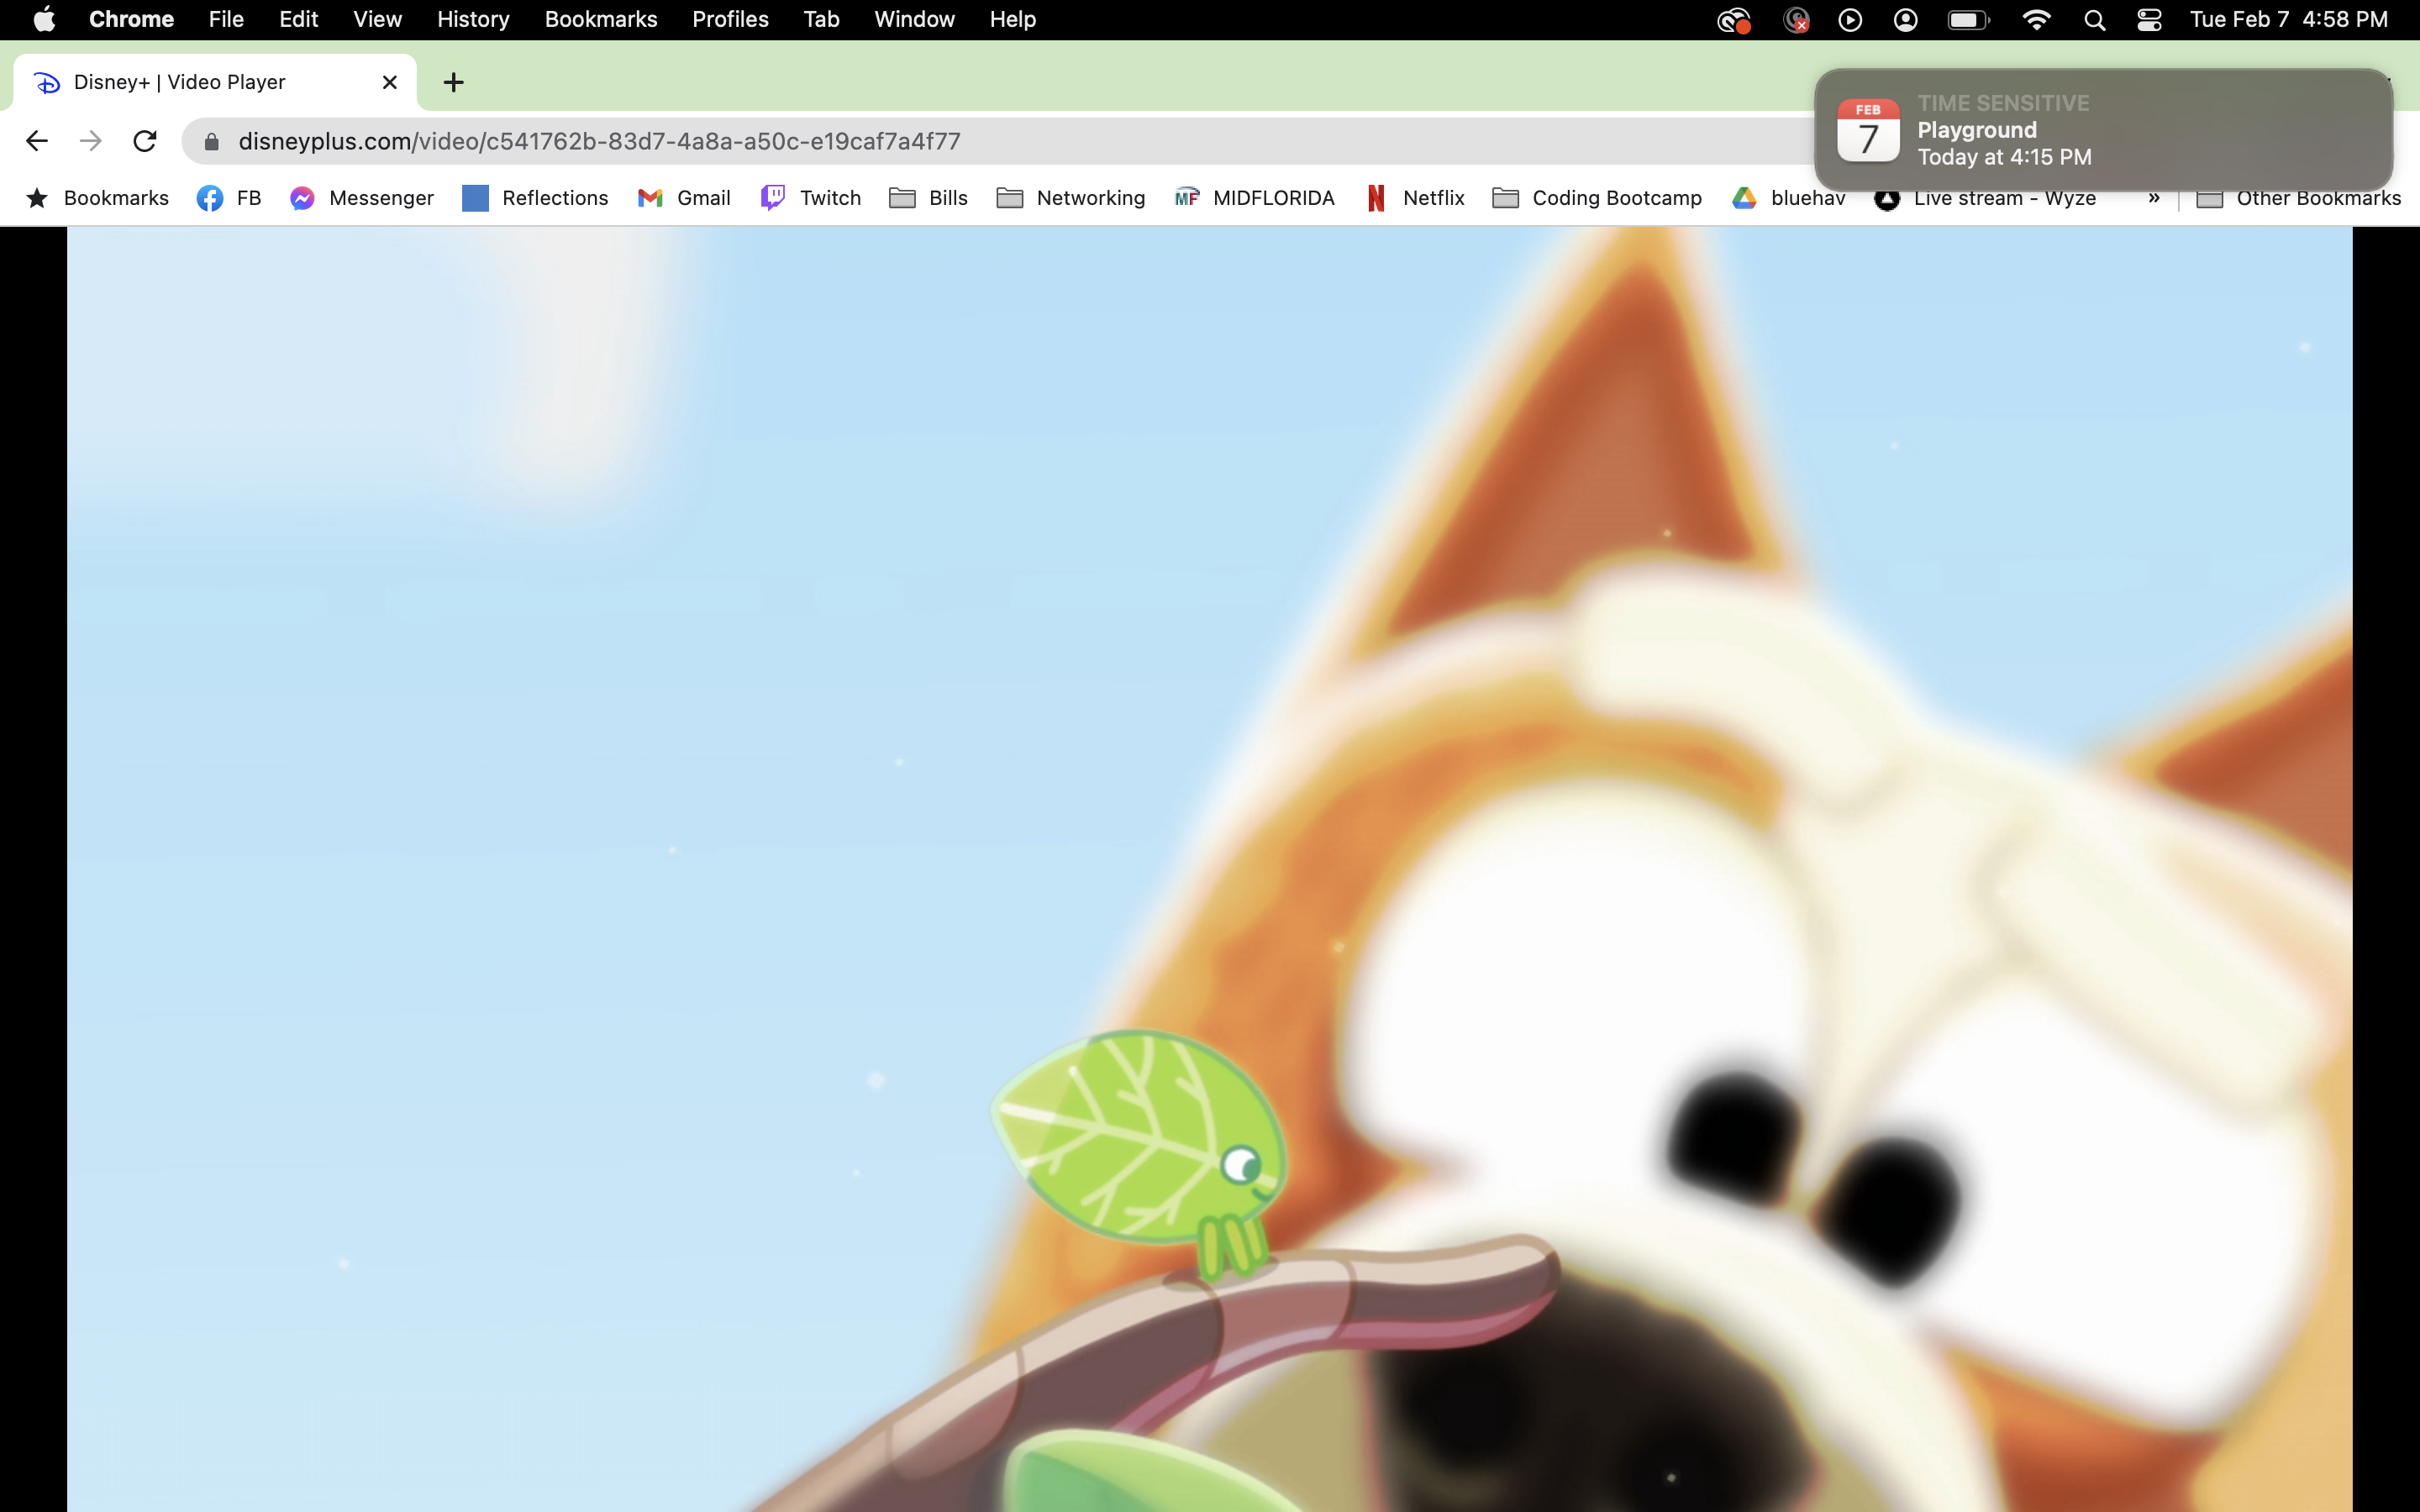 Chrome File Edit View History Bookmarks Profiles Tab Window Help Tue Feb 7 4:58 PM
Disney+ | Video Player
TIME SENSITIVE
FEB
7
Playground
Today at 4:15 PM
disneyplus.com/video/c541762b-83d7-4a8a-a50c-e19caf7a4f77
Bookmarks FB Messenger Reflections Gmail Twitch Bills Networking MF MIDFLORIDA Netflix Coding Bootcamp bluehav Live stream - Wyze » Other Bookmarks